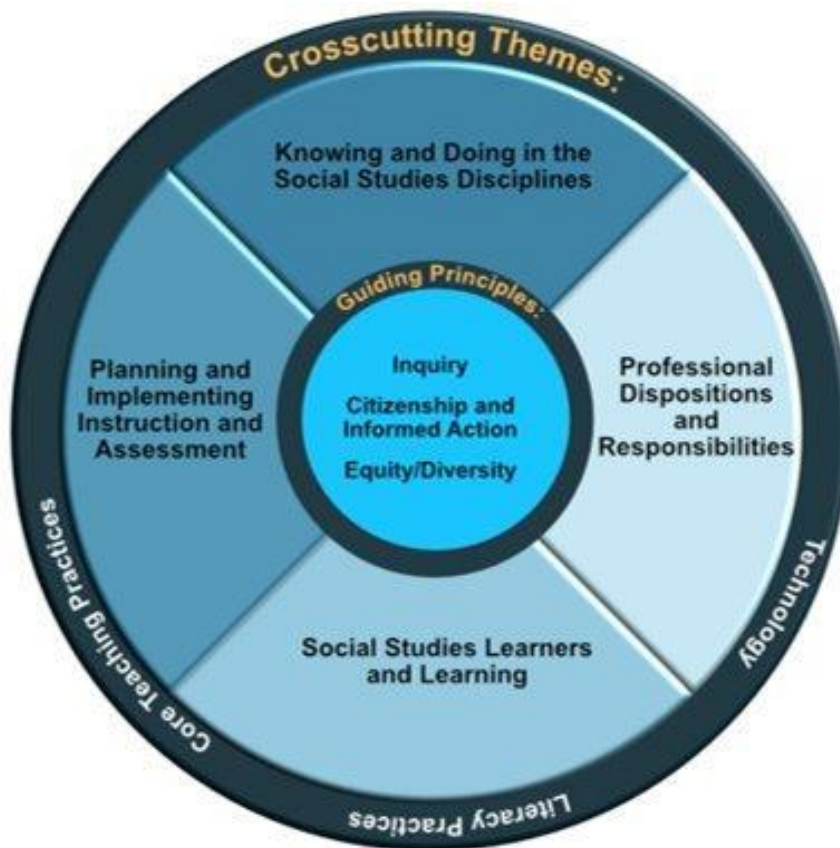 Crosscutting Themes:
Knowing and Doing in the
Social Studies Disciplines
Guiding Principles:
Inquiry
Citizenship and
Informed Action
Equity/Diversity
Planning and
Implementing
Instruction and
Assessment
Professional
Dispositions
and
Responsibilities
Social Studies Learners
and Learning
Core Teaching Practices
Literacy Practices
Technology